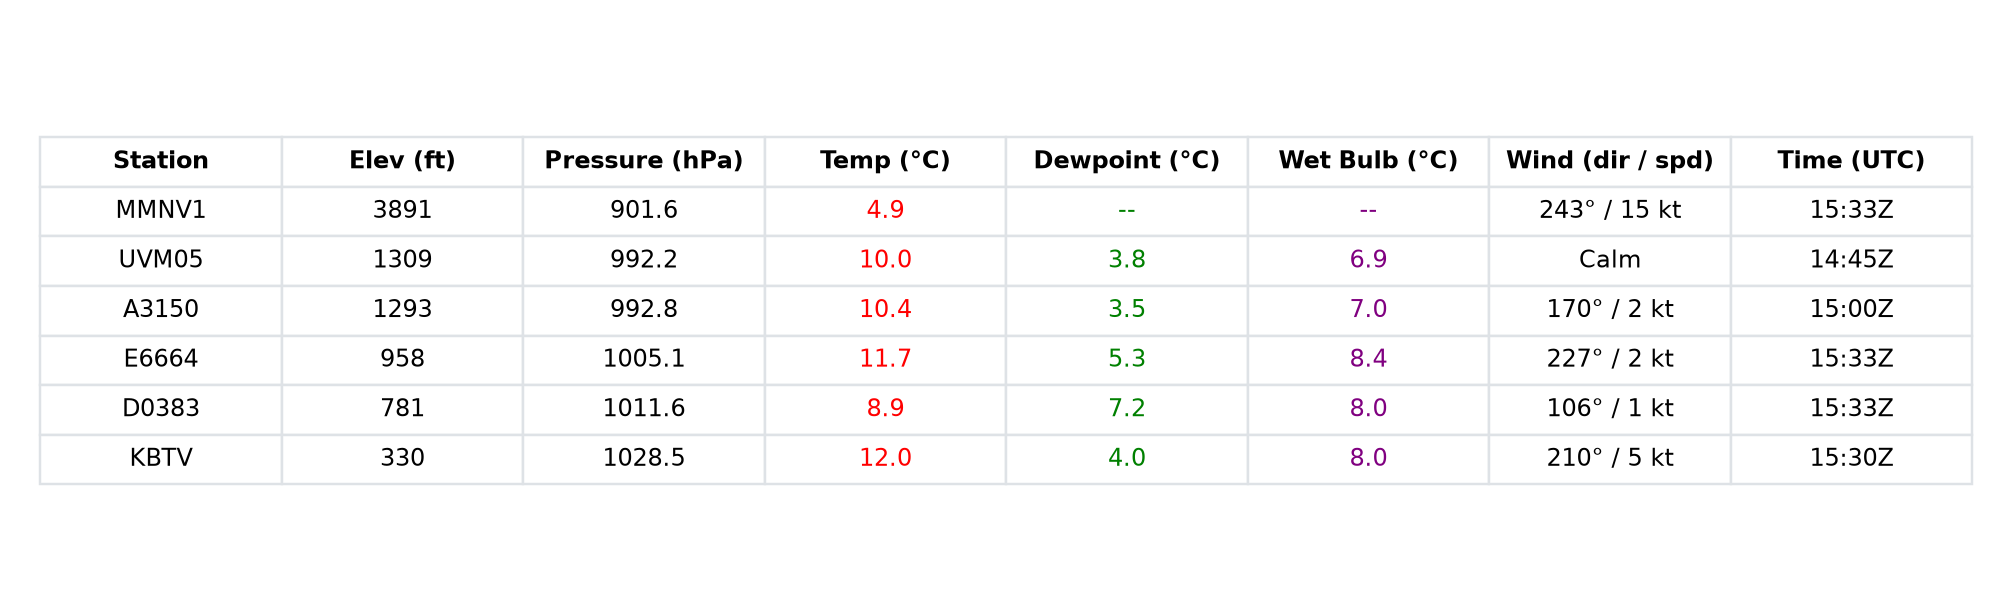 Station Elev (ft) Pressure (hPa) Temp (°C) Dewpoint (°C) Wet Bulb (°C) Wind (dir / spd) Time (UTC)
MMNV1 3891 901.6 4.9 -- -- 243° / 15 kt 15:33Z
UVM05 1309 992.2 10.0 3.8 6.9 Calm 14:45Z
A3150 1293 992.8 10.4 3.5 7.0 170° / 2 kt 15:00Z
E6664 958 1005.1 11.7 5.3 8.4 227° / 2 kt 15:33Z
D0383 781 1011.6 8.9 7.2 8.0 106° / 1 kt 15:33Z
KBTV 330 1028.5 12.0 4.0 8.0 210° / 5 kt 15:30Z